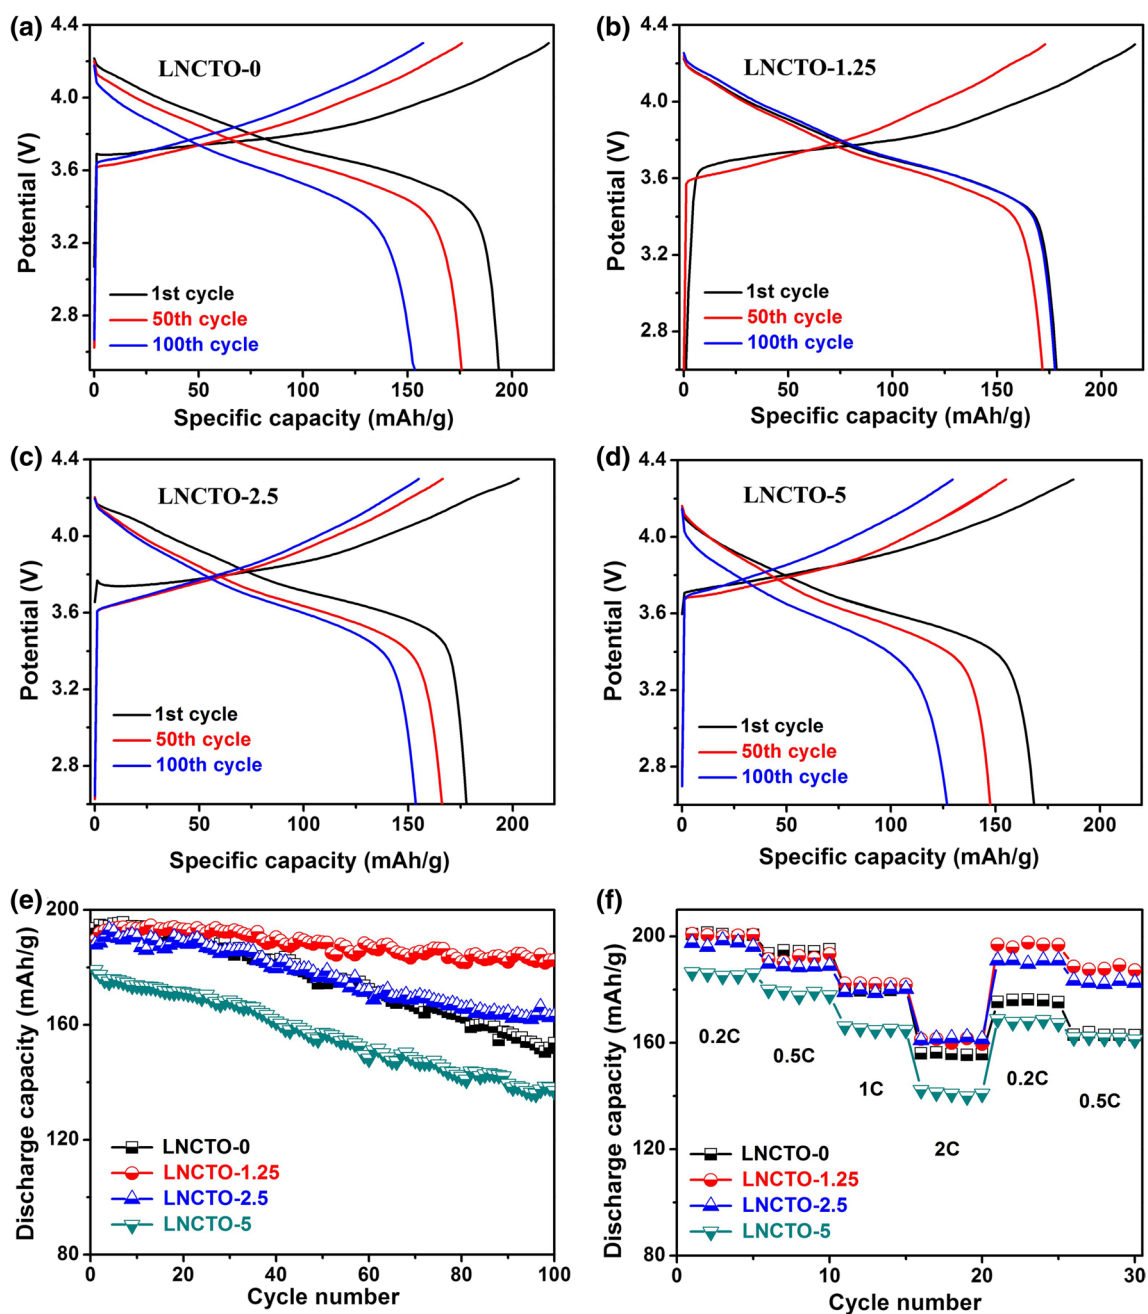 (a)
4.4
4.0
3.6
3.2
2.8
Potential (V)
LNCTO-0
1st cycle
50th cycle
100th cycle
0 50 100 150 200
Specific capacity (mAh/g)
(b)
4.4
4.0
3.6
3.2
2.8
Potential (V)
LNCTO-1.25
1st cycle
50th cycle
100th cycle
0 50 100 150 200
Specific capacity (mAh/g)
(c)
4.4
4.0
3.6
3.2
2.8
Potential (V)
LNCTO-2.5
1st cycle
50th cycle
100th cycle
0 50 100 150 200
Specific capacity (mAh/g)
(d)
4.4
4.0
3.6
3.2
2.8
Potential (V)
LNCTO-5
1st cycle
50th cycle
100th cycle
0 50 100 150 200
Specific capacity (mAh/g)
(e)
200
160
120
80
Discharge capacity (mAh/g)
LNCTO-0
LNCTO-1.25
LNCTO-2.5
LNCTO-5
0 20 40 60 80 100
Cycle number
(f)
200
160
120
80
Discharge capacity (mAh/g)
0.2C
0.5C
1C
2C
0.2C
0.5C
LNCTO-0
LNCTO-1.25
LNCTO-2.5
LNCTO-5
0 10 20 30
Cycle number